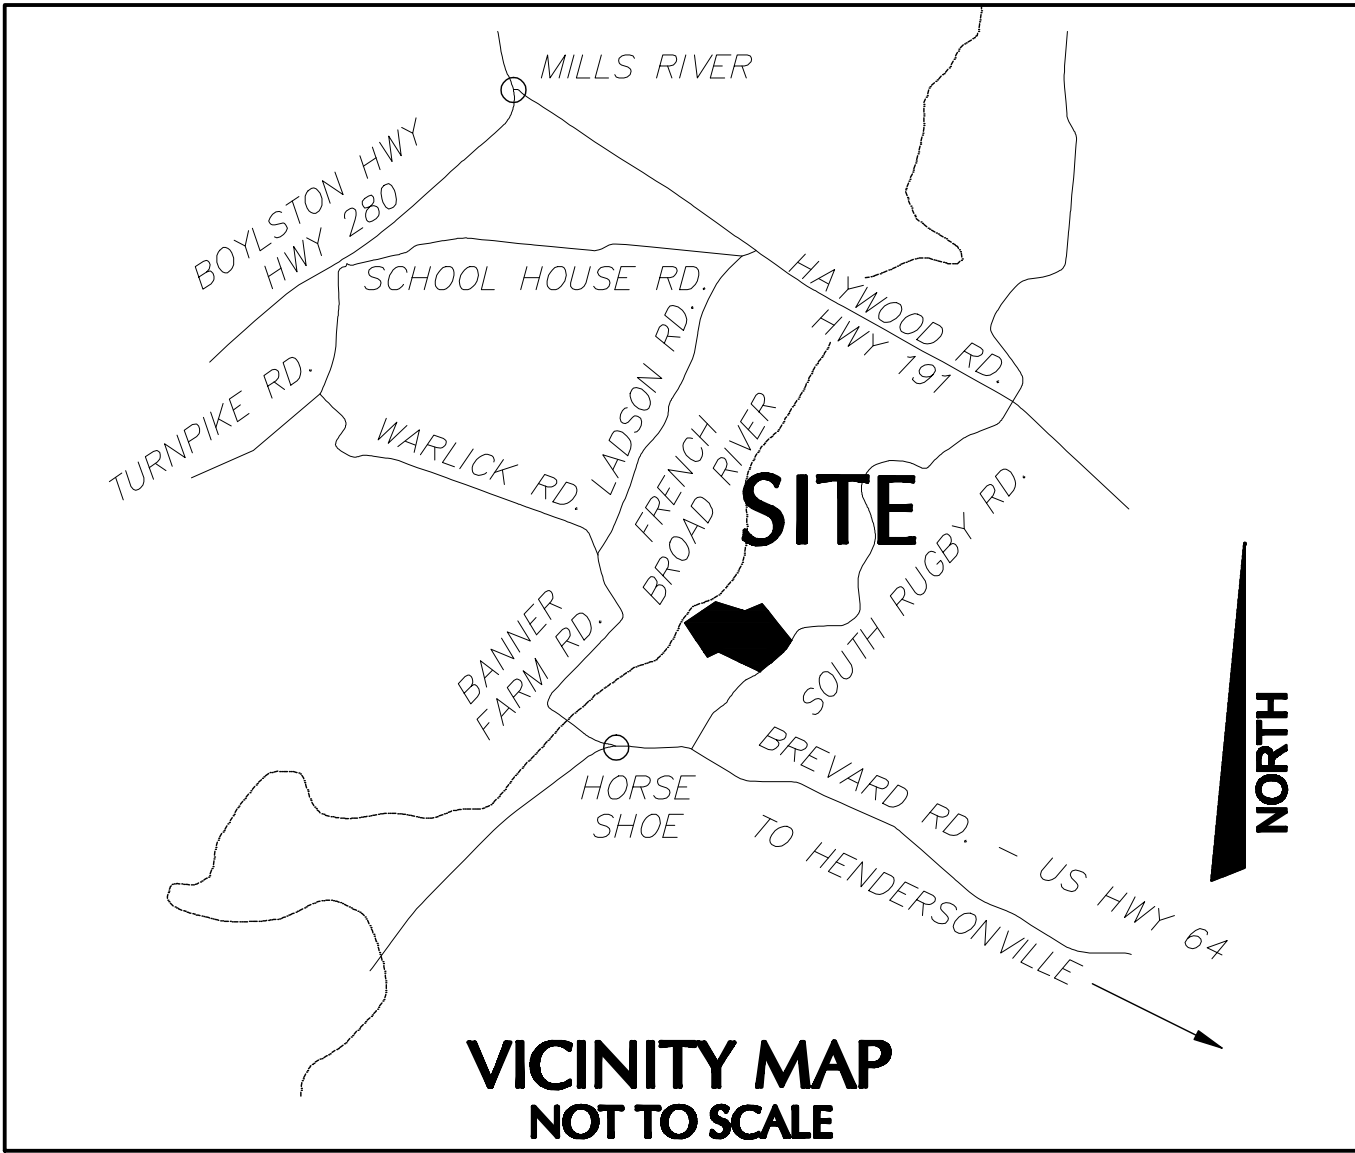 MILLS RIVER
BOYLSTON HWY
HWY 280
SCHOOL HOUSE RD.
HAYWOOD RD.
HWY 191
LADSON RD.
TURNPIKE RD.
WARLICK RD.
FRENCH
BROAD RIVER
SITE
SOUTH RUGBY RD.
BANNER
FARM RD.
HORSE
SHOE
BREVARD RD. - US HWY 64
TO HENDERSONVILLE
NORTH
VICINITY MAP
NOT TO SCALE